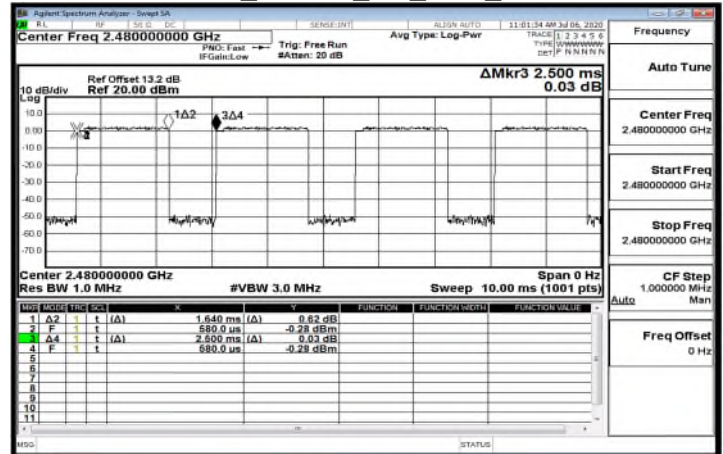 Agilent Spectrum Analyzer - Swept SA
RL RF 50 Ω DC SENSE:INT ALIGN AUTO 11:01:34 AM Jul 06, 2020
Center Freq 2.480000000 GHz
PNO: Fast
IFGain:Low
Trig: Free Run
#Atten: 20 dB
Avg Type: Log-Pwr
TRACE 1 2 3 4 5 6
TYPE WWWWWW
DET P NNNNN
Ref Offset 13.2 dB
Ref 20.00 dBm
10 dB/div
Log
ΔMkr3 2.500 ms
0.03 dB
10.0
0.00
-10.0
-20.0
-30.0
-40.0
-50.0
-60.0
-70.0
1Δ2
3Δ4
Center 2.480000000 GHz
Res BW 1.0 MHz
#VBW 3.0 MHz
Span 0 Hz
Sweep 10.00 ms (1001 pts)
MKR MODE TRC SCL X Y FUNCTION FUNCTION WIDTH FUNCTION VALUE
1 Δ2 1 t (Δ) 1.640 ms (Δ) 0.62 dB
2 F 1 t 580.0 us -0.28 dBm
3 Δ4 1 t (Δ) 2.500 ms (Δ) 0.03 dB
4 F 1 t 580.0 us -0.28 dBm
5
6
7
8
9
10
11
MSG
STATUS
Frequency
Auto Tune
Center Freq
2.480000000 GHz
Start Freq
2.480000000 GHz
Stop Freq
2.480000000 GHz
CF Step
1.000000 MHz
Auto Man
Freq Offset
0 Hz